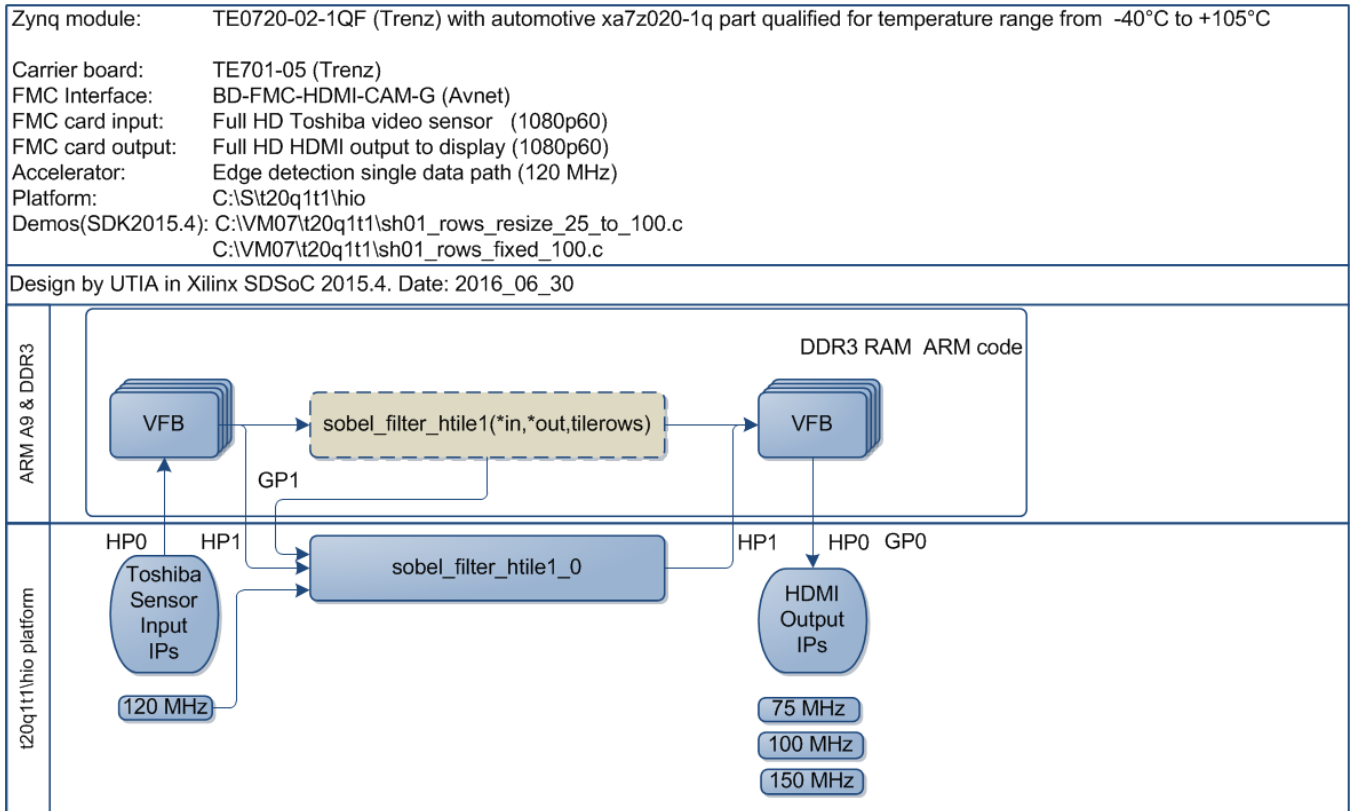 Zynq module: TE0720-02-1QF (Trenz) with automotive xa7z020-1q part qualified for temperature range from -40°C to +105°C
Carrier board: TE701-05 (Trenz)
FMC Interface: BD-FMC-HDMI-CAM-G (Avnet)
FMC card input: Full HD Toshiba video sensor (1080p60)
FMC card output: Full HD HDMI output to display (1080p60)
Accelerator: Edge detection single data path (120 MHz)
Platform: C:\S\t20q1t1\hio
Demos(SDK2015.4): C:\VM07\t20q1t1\sh01_rows_resize_25_to_100.c
C:\VM07\t20q1t1\sh01_rows_fixed_100.c
Design by UTIA in Xilinx SDSoC 2015.4. Date: 2016_06_30
ARM A9 & DDR3
DDR3 RAM ARM code
VFB
sobel_filter_htile1(*in,*out,tilerows)
VFB
GP1
t20q1t1\hio platform
HP0
HP1
HP1
HP0
GP0
Toshiba
Sensor
Input
IPs
sobel_filter_htile1_0
HDMI
Output
IPs
120 MHz
75 MHz
100 MHz
150 MHz